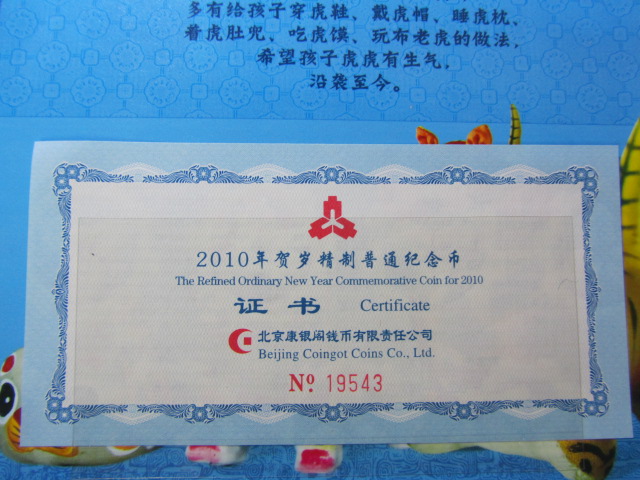 多有给孩子穿虎鞋、戴虎帽、睡虎枕、
着虎肚兜、吃虎馍、玩布老虎的做法,
希望孩子虎虎有生气,
沿袭至今。
2010年贺岁精制普通纪念币
The Refined Ordinary New Year Commemorative Coin for 2010
证书 Certificate
北京康银阁钱币有限责任公司
Beijing Coingot Coins Co., Ltd.
Nº 19543